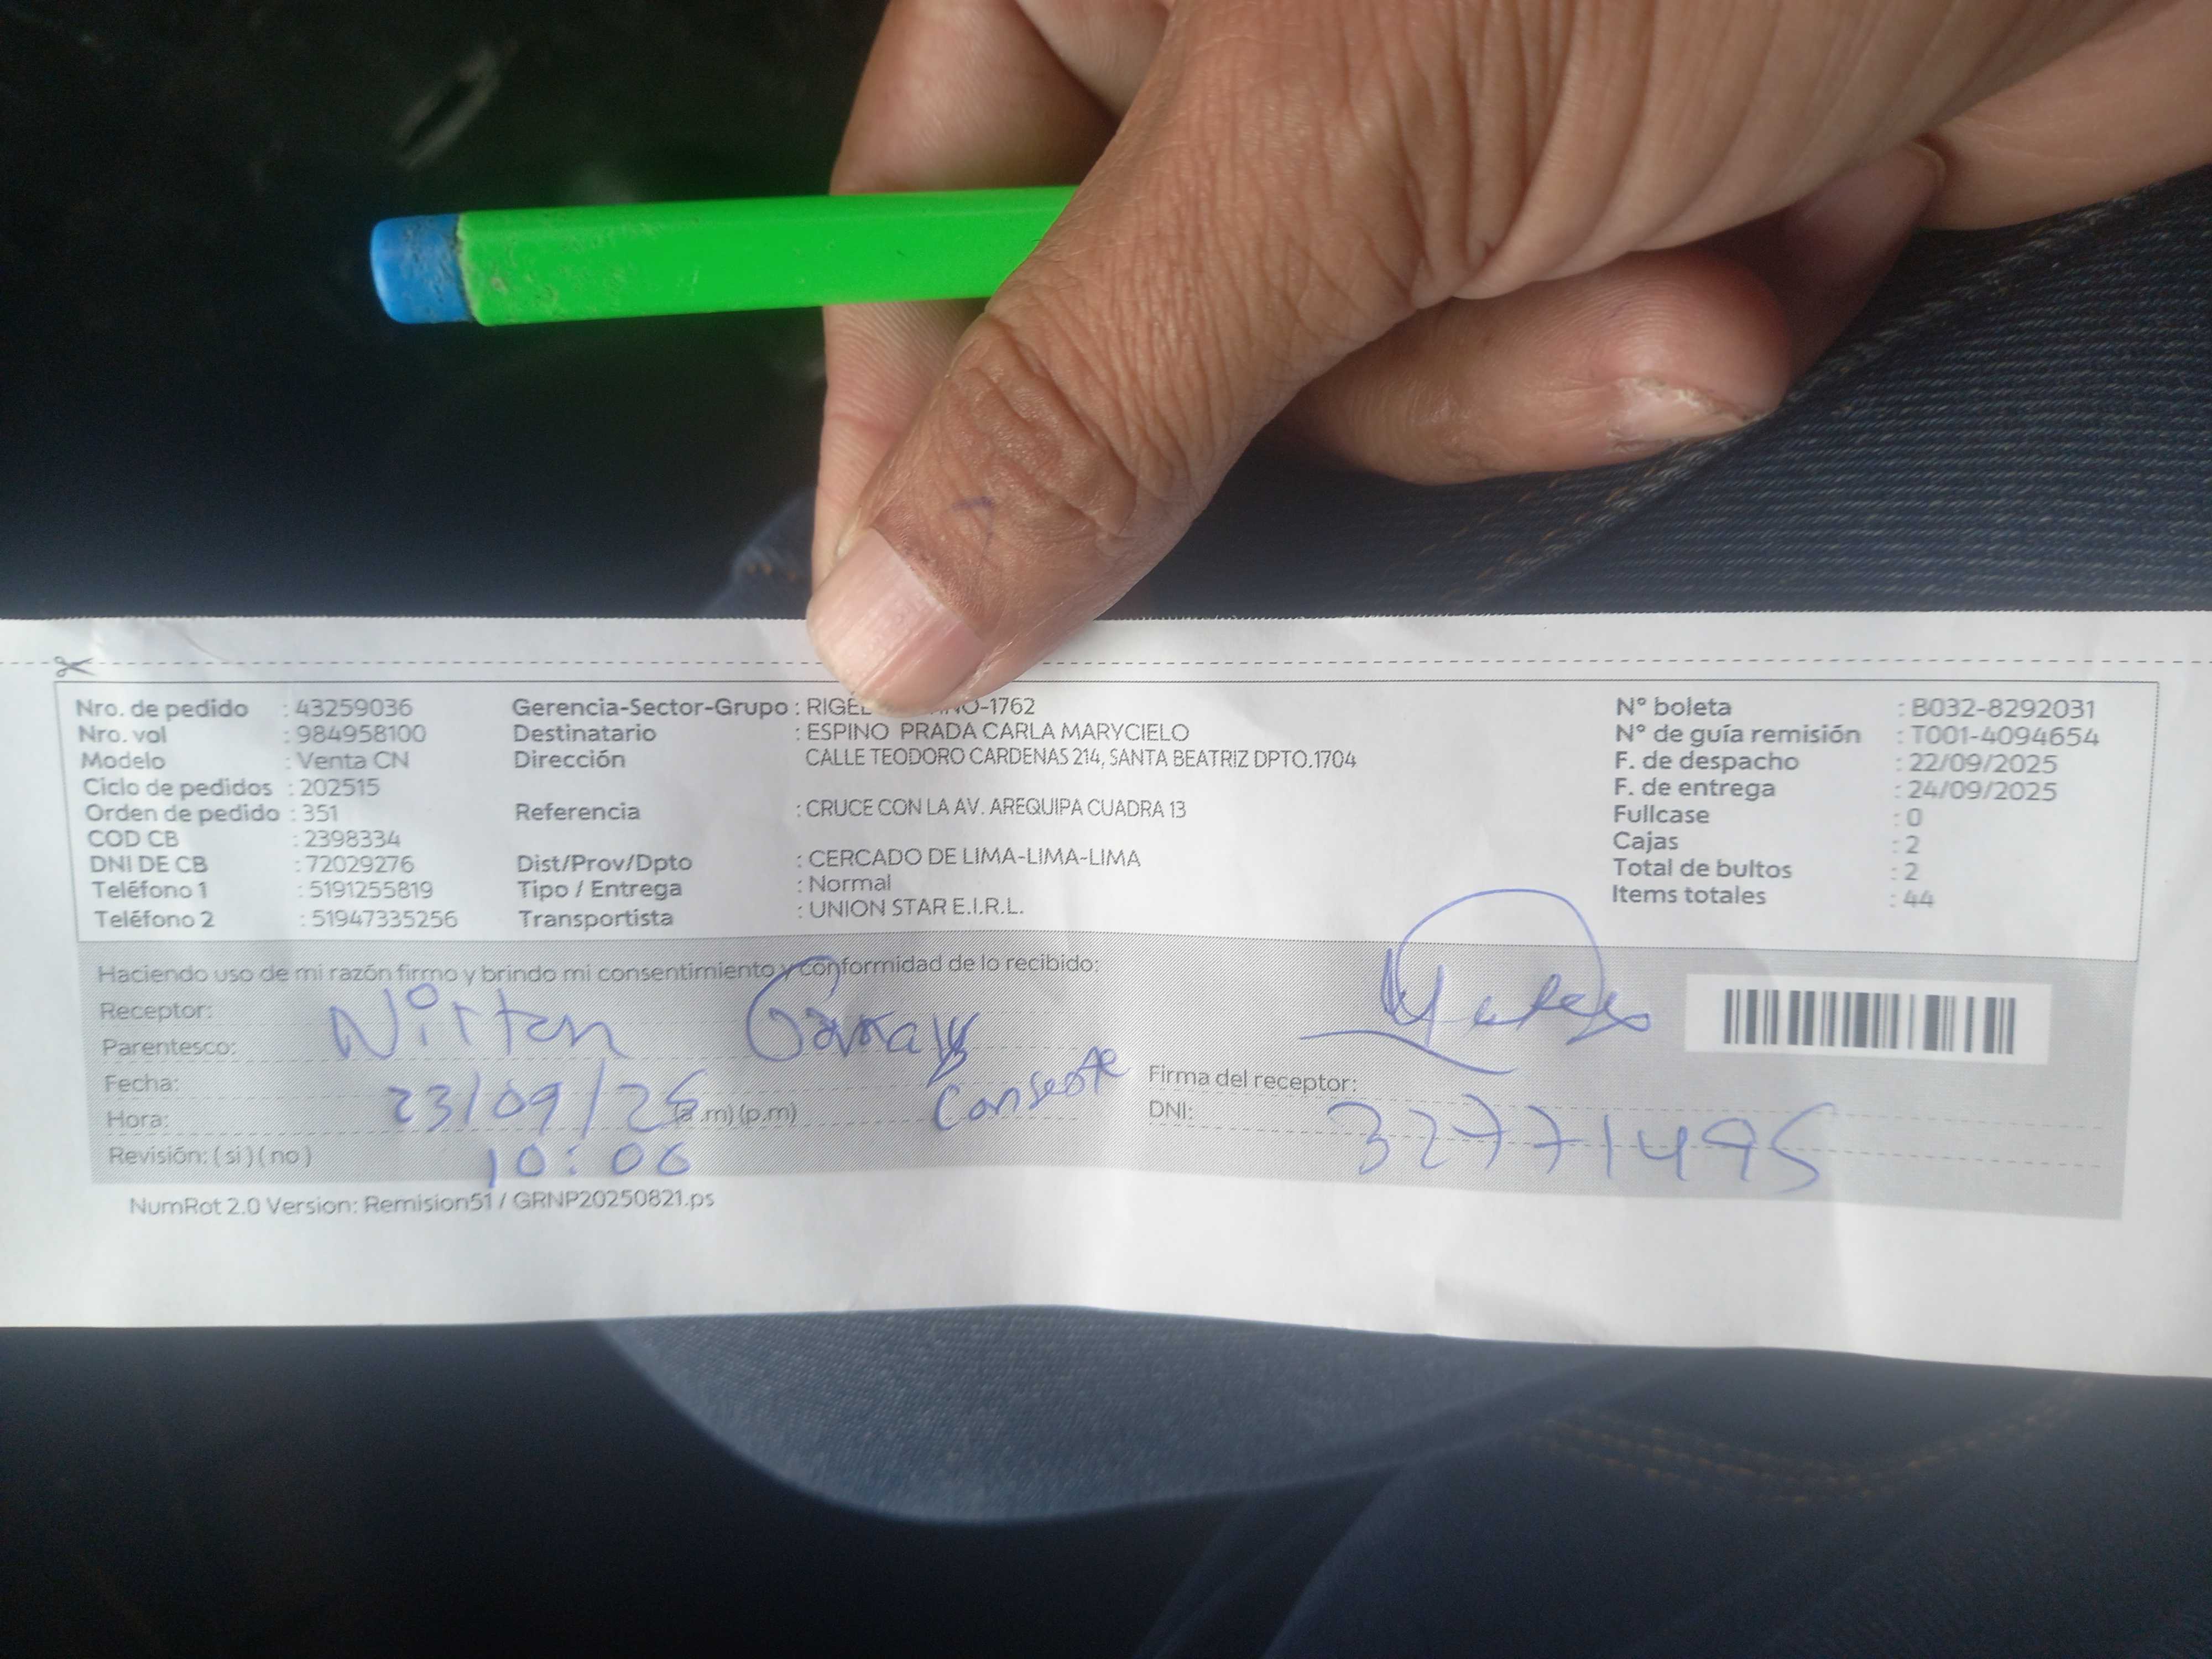 Nro. de pedido : 43259036
Nro. vol : 984958100
Modelo : Venta CN
Ciclo de pedidos : 202515
Orden de pedido : 351
COD CB : 2398334
DNI DE CB : 72029276
Teléfono 1 : 5191255819
Teléfono 2 : 51947335256
Gerencia-Sector-Grupo : RIGEL NO-1762
Destinatario : ESPINO PRADA CARLA MARYCIELO
Dirección CALLE TEODORO CARDENAS 214, SANTA BEATRIZ DPTO.1704
Referencia : CRUCE CON LA AV. AREQUIPA CUADRA 13
Dist/Prov/Dpto : CERCADO DE LIMA-LIMA-LIMA
Tipo / Entrega : Normal
Transportista : UNION STAR E.I.R.L.
N° boleta : B032-8292031
N° de guía remisión : T001-4094654
F. de despacho : 22/09/2025
F. de entrega : 24/09/2025
Fullcase : 0
Cajas : 2
Total de bultos : 2
Items totales : 44
Haciendo uso de mi razón firmo y brindo mi consentimiento y conformidad de lo recibido:
Receptor:
Parentesco:
Fecha: 23/09/25
Hora: 10:06 (a.m) (p.m)
Revisión: ( si ) ( no )
Firma del receptor:
DNI: 32771495
NumRot 2.0 Version: Remision51 / GRNP20250821.ps